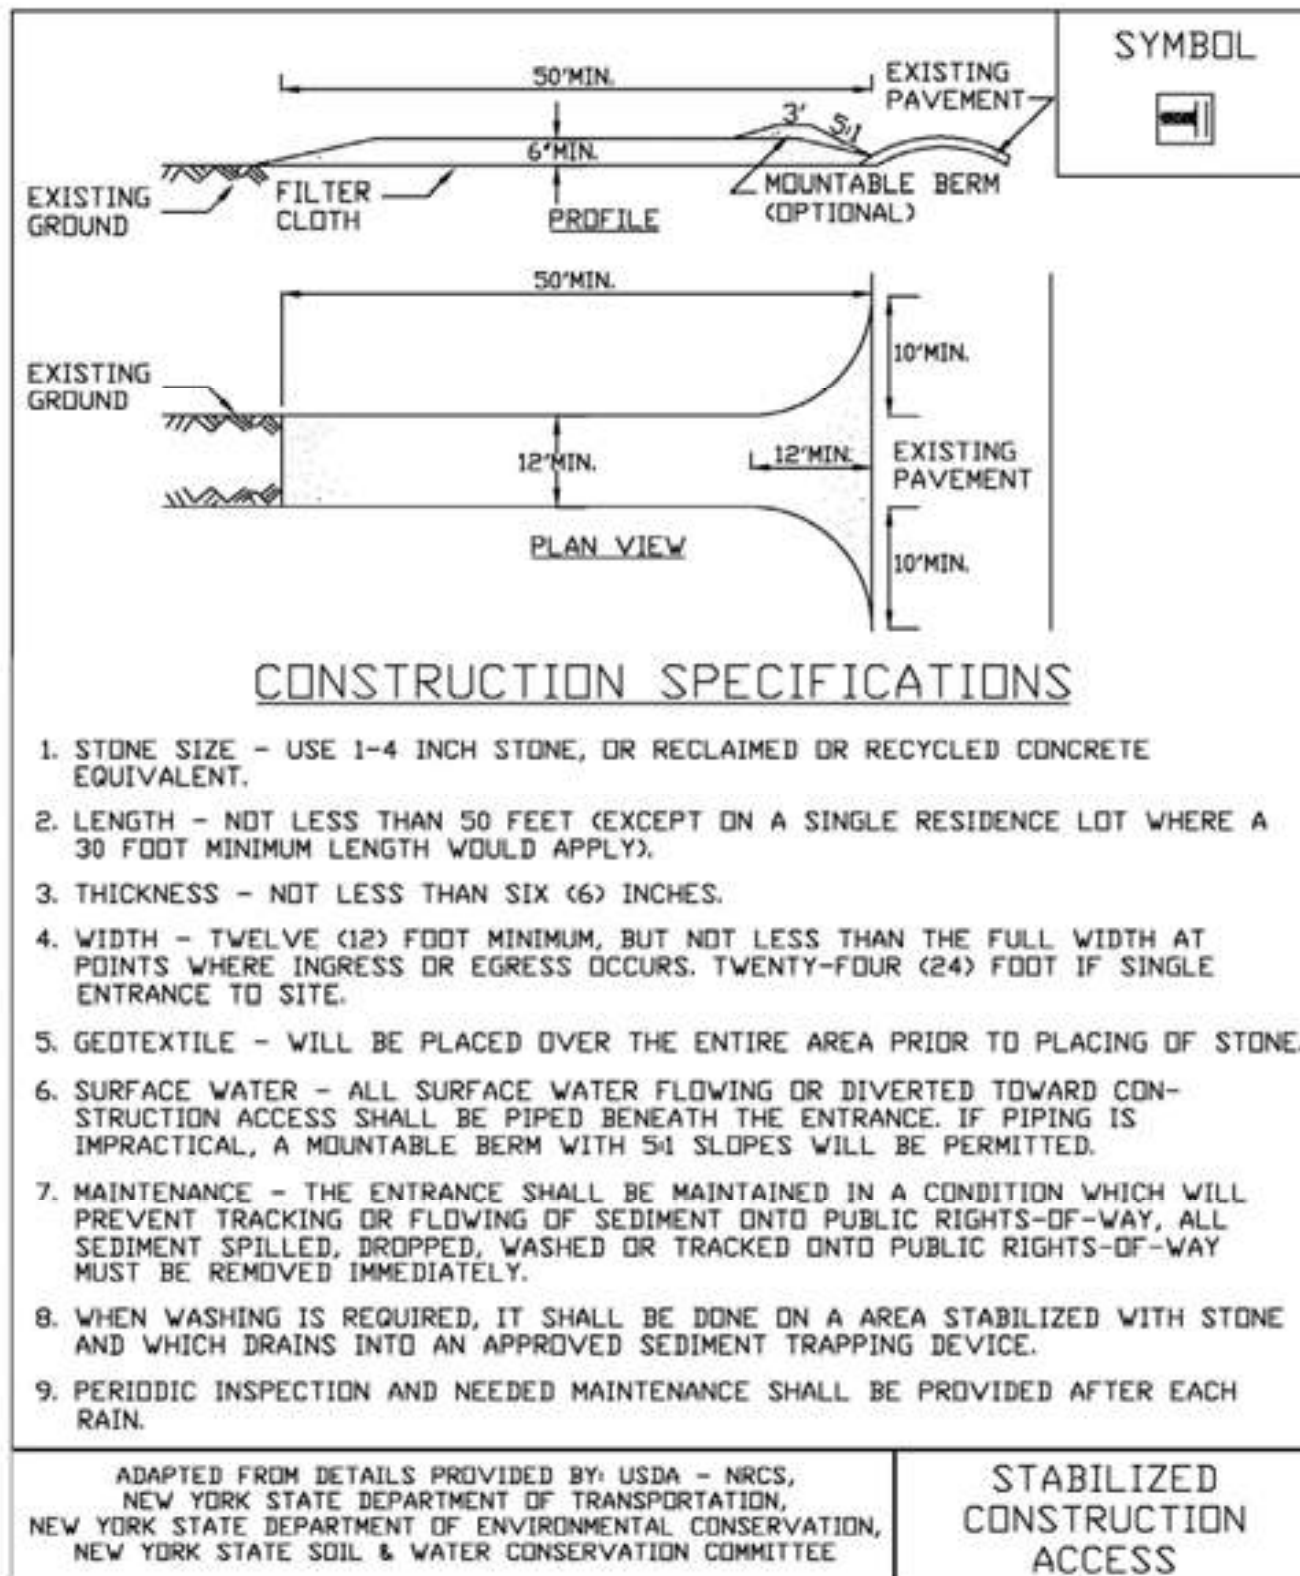 SYMBOL
50'MIN.
EXISTING
PAVEMENT
3'
5:1
6"MIN.
EXISTING
GROUND
FILTER
CLOTH
PROFILE
MOUNTABLE BERM
(OPTIONAL)
50'MIN.
10'MIN.
EXISTING
GROUND
12'MIN.
12'MIN.
EXISTING
PAVEMENT
PLAN VIEW
10'MIN.
CONSTRUCTION SPECIFICATIONS
1. STONE SIZE - USE 1-4 INCH STONE, OR RECLAIMED OR RECYCLED CONCRETE
EQUIVALENT.
2. LENGTH - NOT LESS THAN 50 FEET (EXCEPT ON A SINGLE RESIDENCE LOT WHERE A
30 FOOT MINIMUM LENGTH WOULD APPLY).
3. THICKNESS - NOT LESS THAN SIX (6) INCHES.
4. WIDTH - TWELVE (12) FOOT MINIMUM, BUT NOT LESS THAN THE FULL WIDTH AT
POINTS WHERE INGRESS OR EGRESS OCCURS. TWENTY-FOUR (24) FOOT IF SINGLE
ENTRANCE TO SITE.
5. GEOTEXTILE - WILL BE PLACED OVER THE ENTIRE AREA PRIOR TO PLACING OF STONE.
6. SURFACE WATER - ALL SURFACE WATER FLOWING OR DIVERTED TOWARD CON-
STRUCTION ACCESS SHALL BE PIPED BENEATH THE ENTRANCE. IF PIPING IS
IMPRACTICAL, A MOUNTABLE BERM WITH 5:1 SLOPES WILL BE PERMITTED.
7. MAINTENANCE - THE ENTRANCE SHALL BE MAINTAINED IN A CONDITION WHICH WILL
PREVENT TRACKING OR FLOWING OF SEDIMENT ONTO PUBLIC RIGHTS-OF-WAY, ALL
SEDIMENT SPILLED, DROPPED, WASHED OR TRACKED ONTO PUBLIC RIGHTS-OF-WAY
MUST BE REMOVED IMMEDIATELY.
8. WHEN WASHING IS REQUIRED, IT SHALL BE DONE ON A AREA STABILIZED WITH STONE
AND WHICH DRAINS INTO AN APPROVED SEDIMENT TRAPPING DEVICE.
9. PERIODIC INSPECTION AND NEEDED MAINTENANCE SHALL BE PROVIDED AFTER EACH
RAIN.
ADAPTED FROM DETAILS PROVIDED BY: USDA - NRCS,
NEW YORK STATE DEPARTMENT OF TRANSPORTATION,
NEW YORK STATE DEPARTMENT OF ENVIRONMENTAL CONSERVATION,
NEW YORK STATE SOIL & WATER CONSERVATION COMMITTEE
STABILIZED
CONSTRUCTION
ACCESS